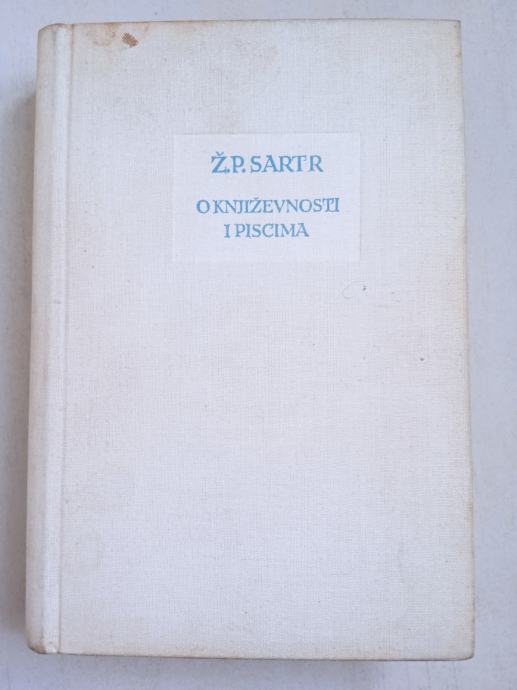 Ž.P. SARTR
O KNJIŽEVNOSTI
I PISCIMA